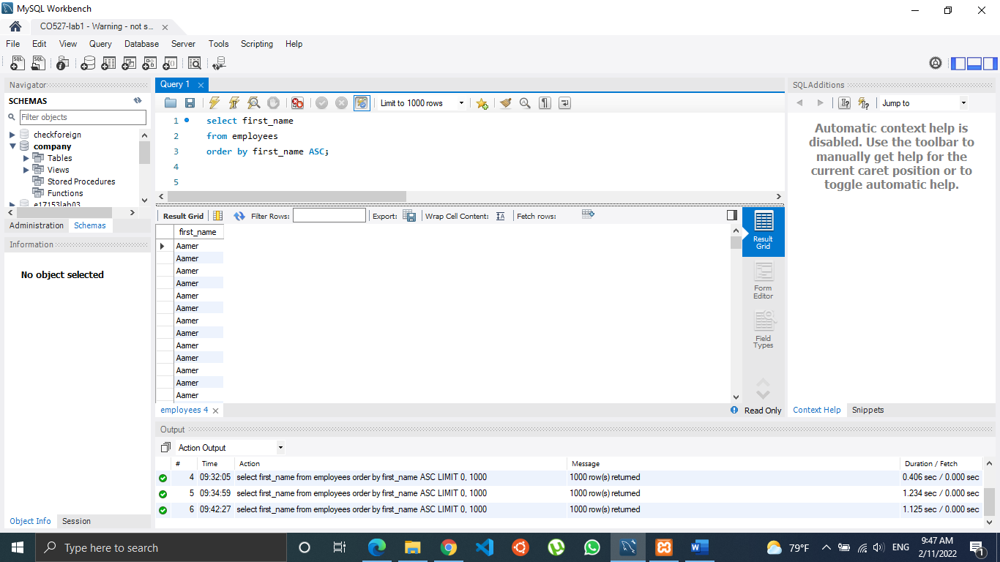 MySQL Workbench
CO527-lab1 - Warning - not s...
File Edit View Query Database Server Tools Scripting Help
Navigator
SCHEMAS
Filter objects
checkforeign
company
Tables
Views
Stored Procedures
Functions
e17153lab03
Administration Schemas
Information
No object selected
Object Info Session
Query 1
Limit to 1000 rows
1 select first_name
2 from employees
3 order by first_name ASC;
4
5
Result Grid Filter Rows: Export: Wrap Cell Content: Fetch rows:
first_name
Aamer
Aamer
Aamer
Aamer
Aamer
Aamer
Aamer
Aamer
Aamer
Aamer
Aamer
Aamer
Aamer
Result
Grid
Form
Editor
Field
Types
employees 4 Read Only
SQLAdditions
Jump to
Automatic context help is
disabled. Use the toolbar to
manually get help for the
current caret position or to
toggle automatic help.
Context Help Snippets
Output
Action Output
# Time Action Message Duration / Fetch
4 09:32:05 select first_name from employees order by first_name ASC LIMIT 0, 1000 1000 row(s) returned 0.406 sec / 0.000 sec
5 09:34:59 select first_name from employees order by first_name ASC LIMIT 0, 1000 1000 row(s) returned 1.234 sec / 0.000 sec
6 09:42:27 select first_name from employees order by first_name ASC LIMIT 0, 1000 1000 row(s) returned 1.125 sec / 0.000 sec
Type here to search
79°F
ENG
9:47 AM
2/11/2022
1